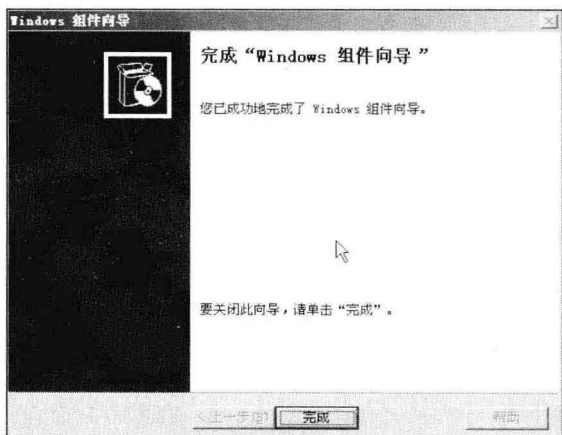 Windows 组件向导
完成“Windows 组件向导”
您已成功地完成了 Windows 组件向导。
要关闭此向导，请单击“完成”。
<上一步(B) 完成 帮助